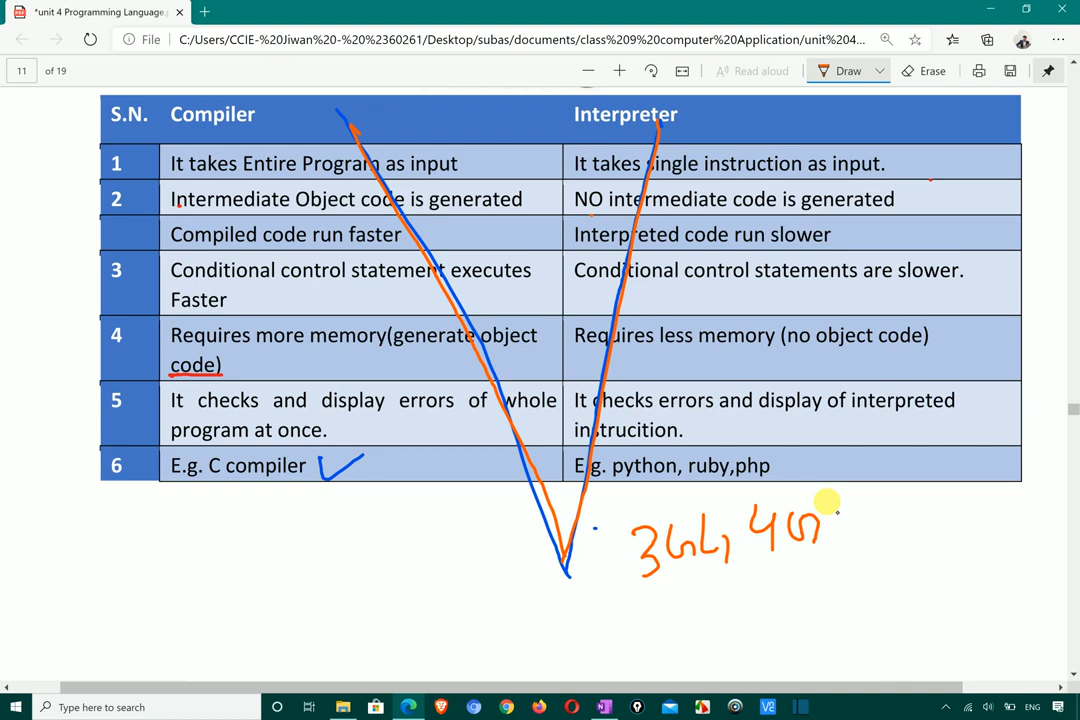 *unit 4 Programming Language.
File C:/Users/CCIE-%20Jiwan%20-%20%2360261/Desktop/subas/documents/class%209%20computer%20Application/unit%204...
11 of 19 Read aloud Draw Erase
S.N. Compiler Interpreter
1 It takes Entire Program as input It takes single instruction as input.
2 Intermediate Object code is generated NO intermediate code is generated
Compiled code run faster Interpreted code run slower
3 Conditional control statement executes Conditional control statements are slower.
Faster
4 Requires more memory(generate object Requires less memory (no object code)
code)
5 It checks and display errors of whole It checks errors and display of interpreted
program at once. instrucition.
6 E.g. C compiler E.g. python, ruby,php
Type here to search ENG